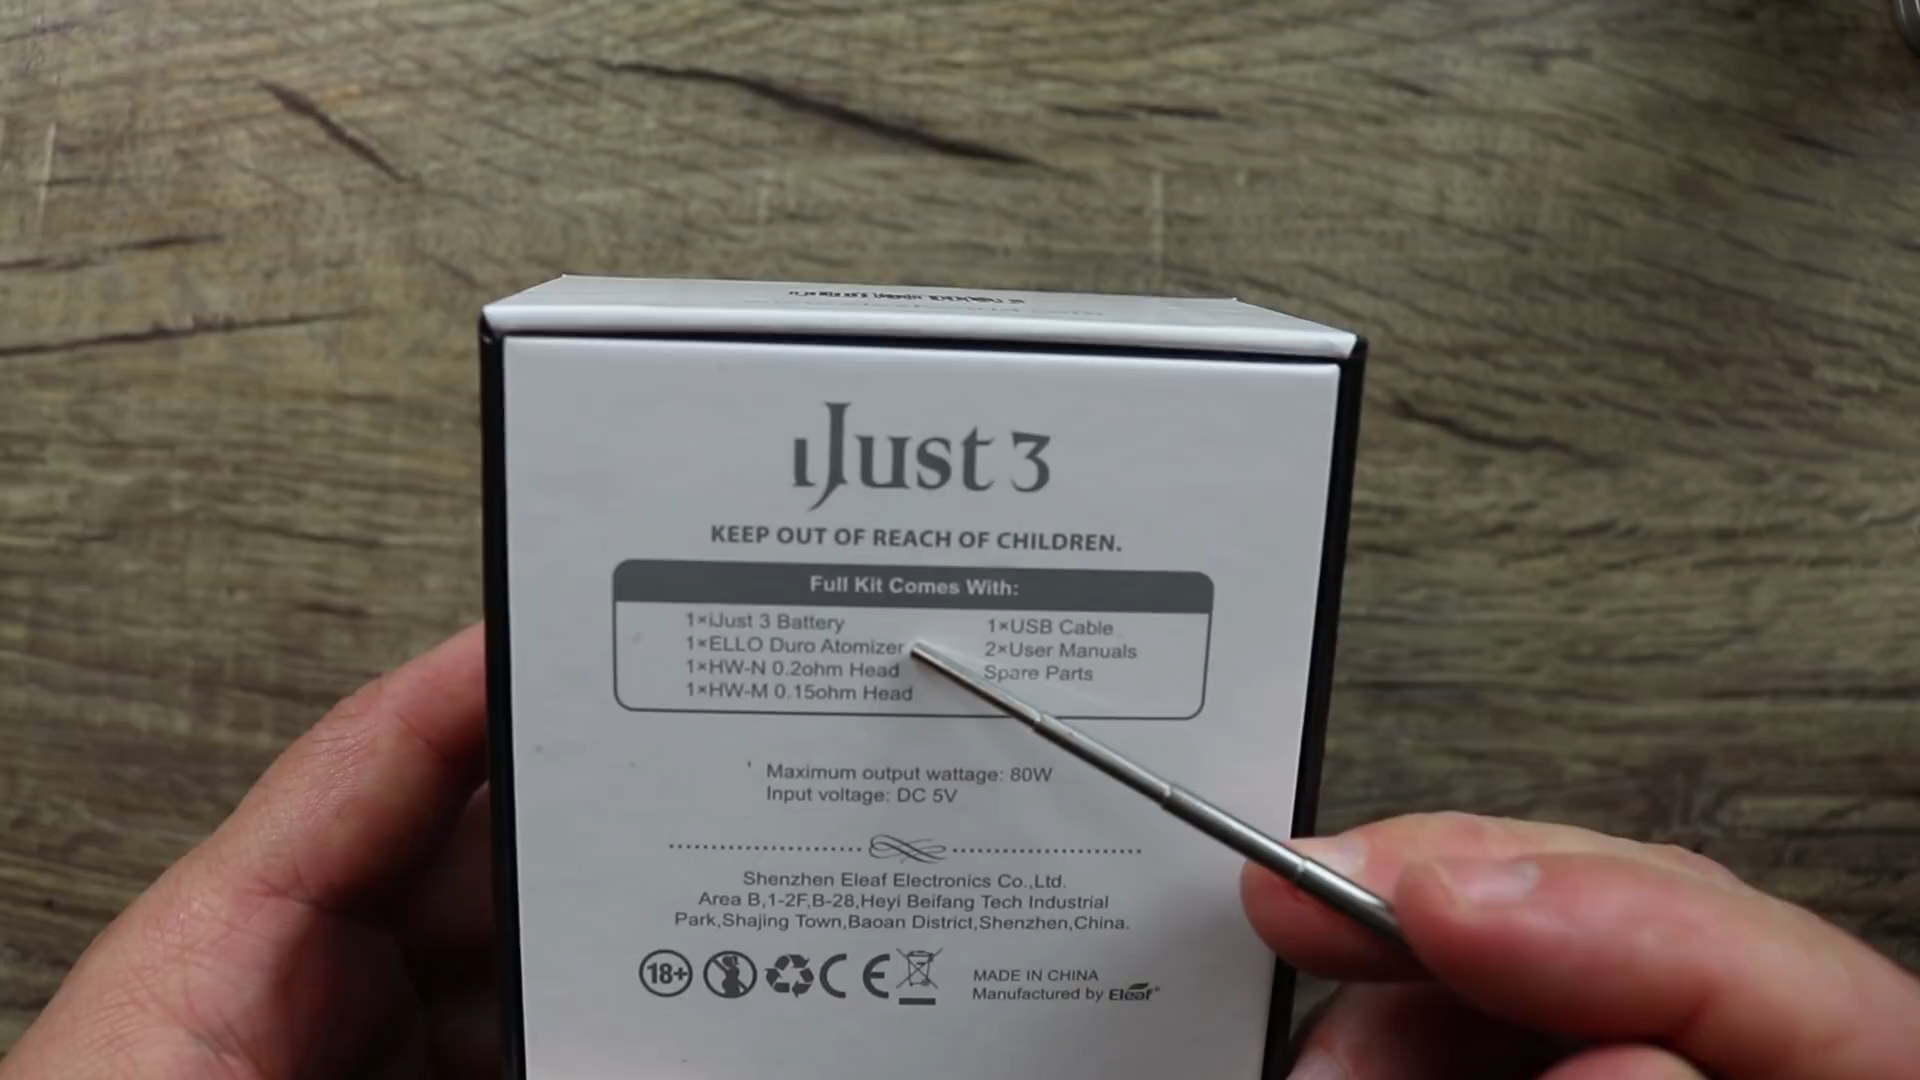 iJust 3
KEEP OUT OF REACH OF CHILDREN.
Full Kit Comes With:
1×iJust 3 Battery
1×ELLO Duro Atomizer
1×HW-N 0.2ohm Head
1×HW-M 0.15ohm Head
1×USB Cable
2×User Manuals
Spare Parts
Maximum output wattage: 80W
Input voltage: DC 5V
Shenzhen Eleaf Electronics Co.,Ltd.
Area B,1-2F,B-28,Heyi Beifang Tech Industrial
Park,Shajing Town,Baoan District,Shenzhen,China.
18+
CE
MADE IN CHINA
Manufactured by Eleaf